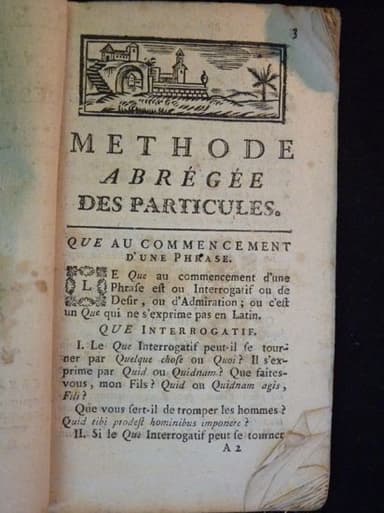 3
METHODE
ABRÉGÉE
DES PARTICULES.
QUE AU COMMENCEMENT
D'UNE PHRASE.
LE Que au commencement d'une
Phraſe eſt ou Interrogatif ou de
Deſir, ou d'Admiration; ou c'eſt
un Que qui ne s'exprime pas en Latin.
QUE INTERROGATIF.
I. Le Que Interrogatif peut-il ſe tour-
ner par Quelque choſe ou Quoi? Il s'ex-
prime par Quid ou Quidnam? Que faites-
vous, mon Fils? Quid ou Quidnam agis,
Fili?
Que vous ſert-il de tromper les hommes?
Quid tibi prodeſt hominibus imponere?
II. Si le Que Interrogatif peut ſe tourner
A 2